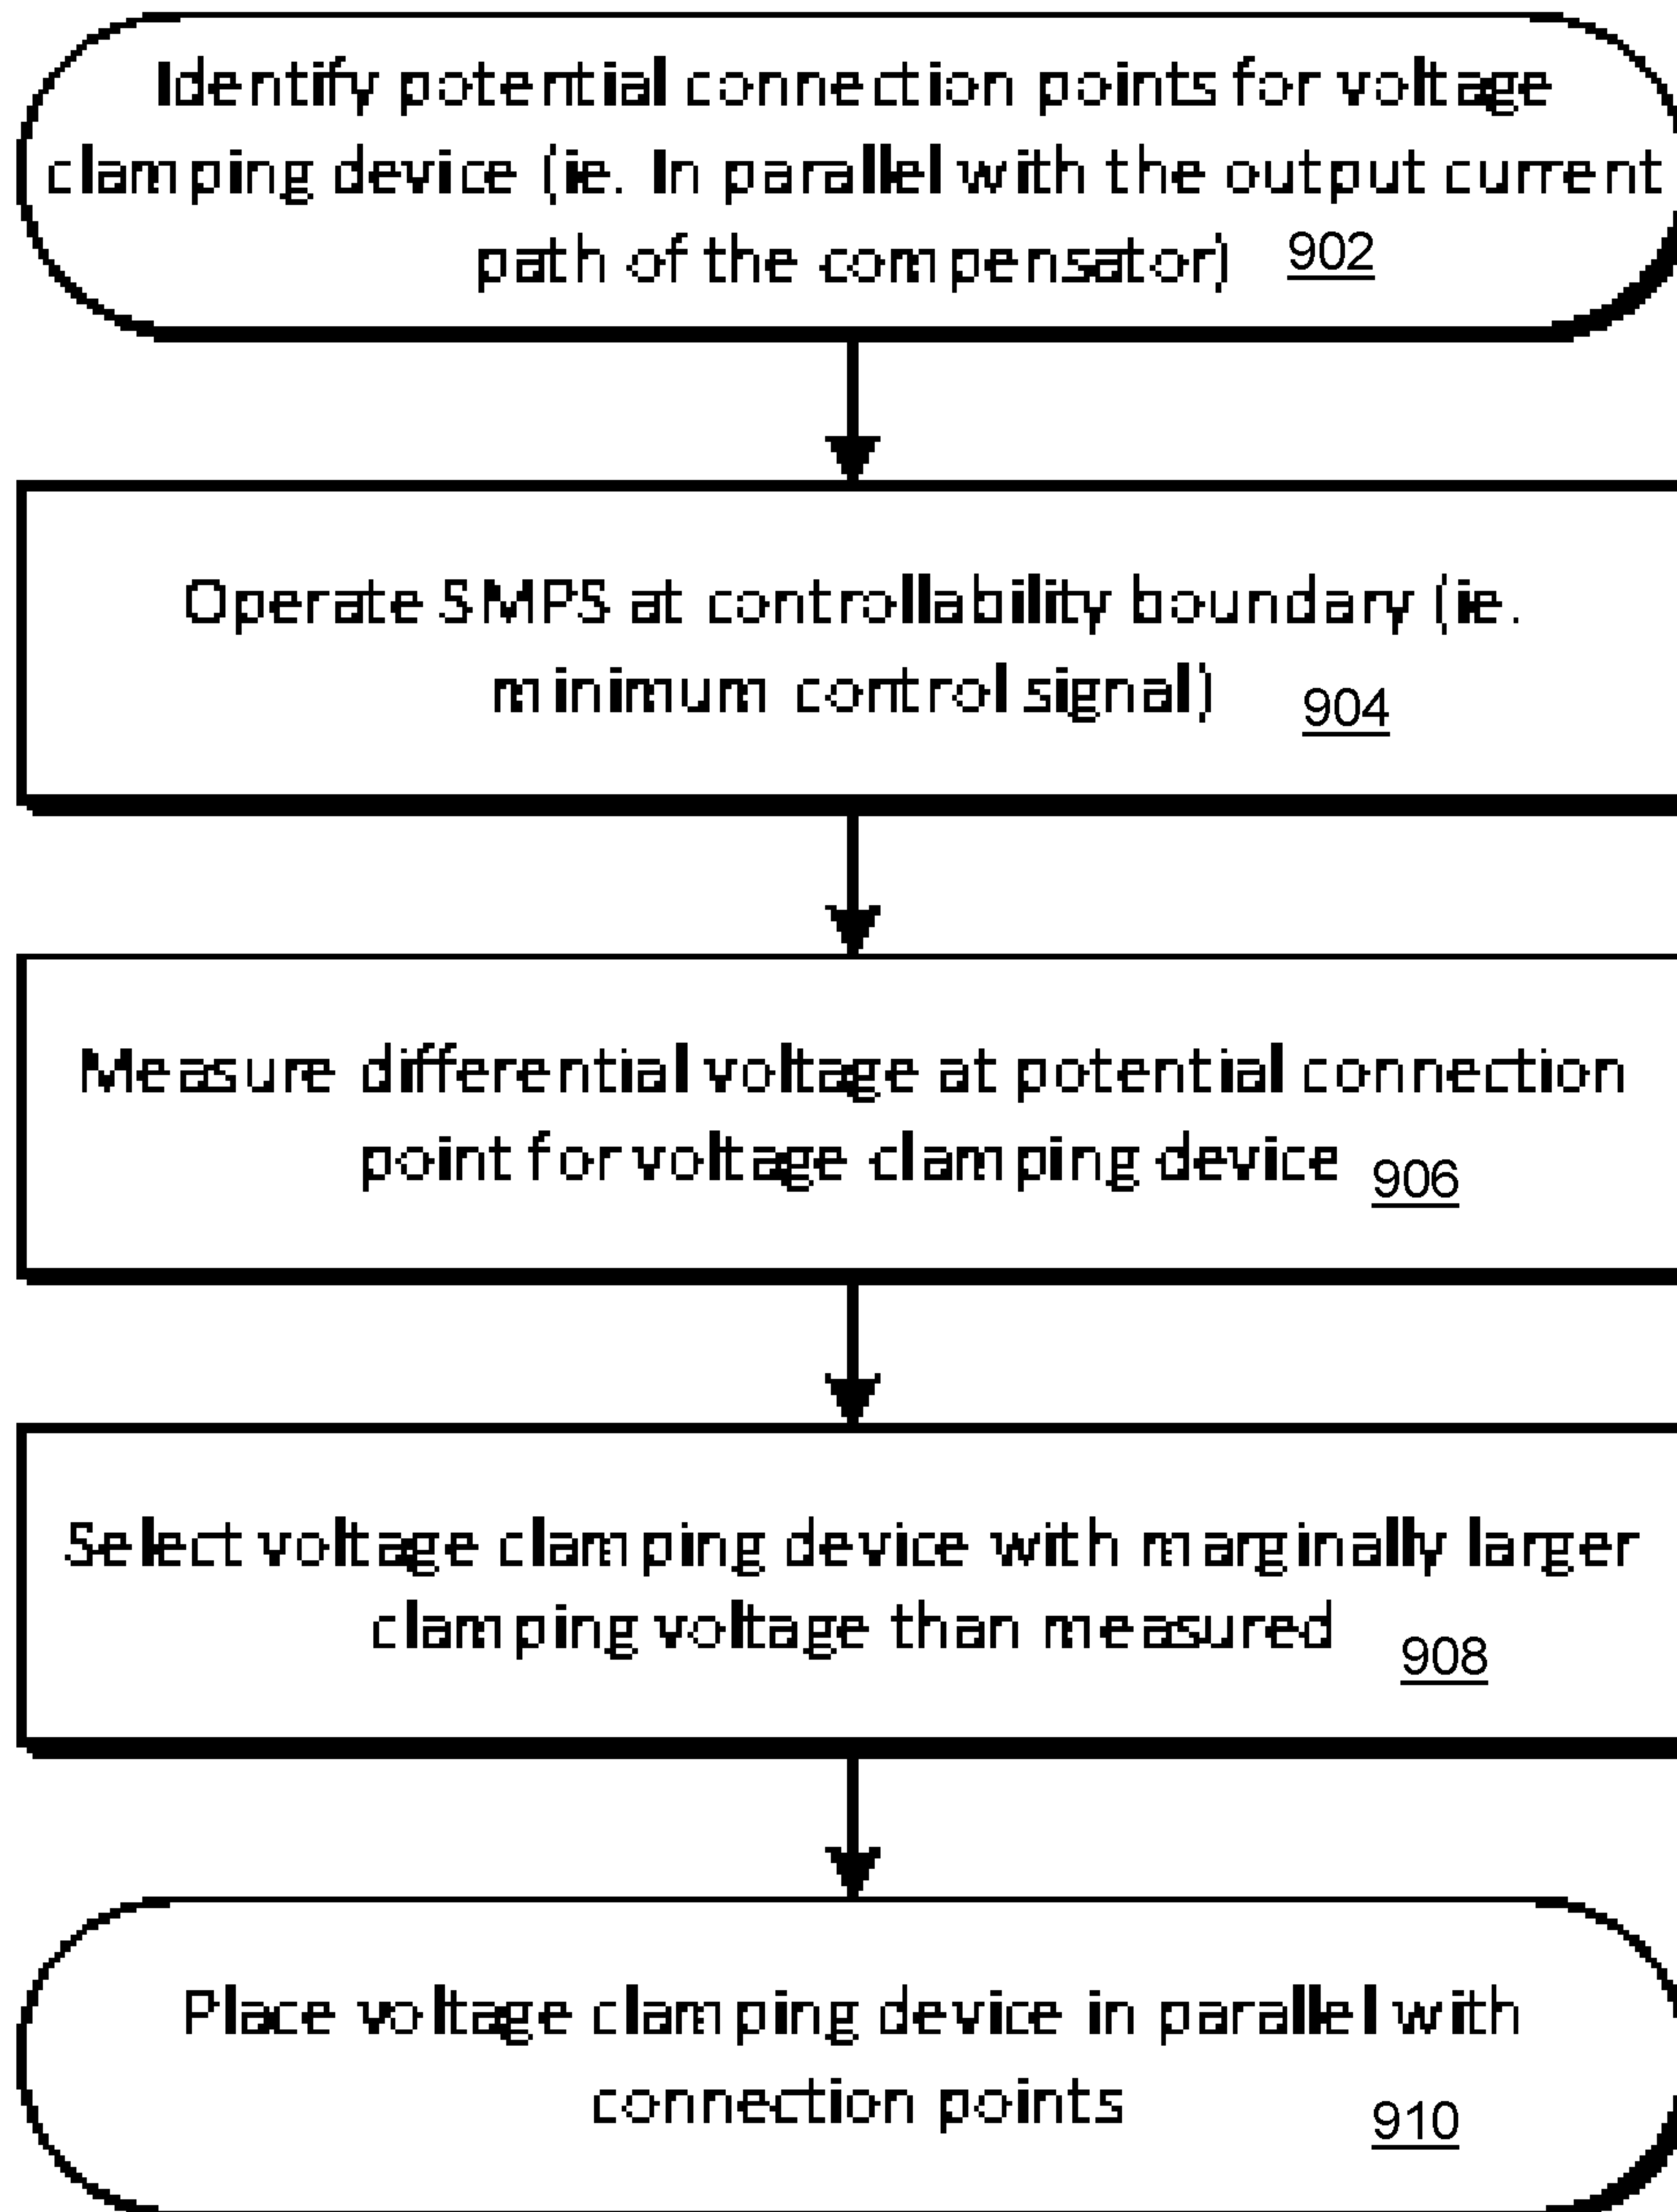 Identify potential connection points for voltage
clamping device (ie. In parallel with the output current
path of the compensator) 902
Operate SMPS at controllability boundary (ie.
minimum control signal) 904
Measure differential voltage at potential connection
point for voltage clamping device 906
Select voltage clamping device with marginally larger
clamping voltage than measured 908
Place voltage clamping device in parallel with
connection points 910